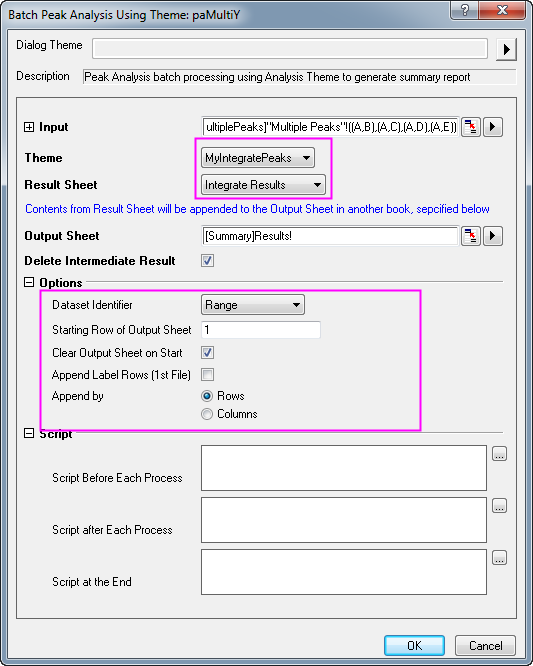 Batch Peak Analysis Using Theme: paMultiY
Dialog Theme
Description Peak Analysis batch processing using Analysis Theme to generate summary report
Input ultiplePeaks]"Multiple Peaks"!((A,B),(A,C),(A,D),(A,E))
Theme MyIntegratPeaks
Result Sheet Integrate Results
Contents from Result Sheet will be appended to the Output Sheet in another book, sepcified below
Output Sheet [Summary]Results!
Delete Intermediate Result
Options
Dataset Identifier Range
Starting Row of Output Sheet 1
Clear Output Sheet on Start
Append Label Rows (1st File)
Append by Rows
Columns
Script
Script Before Each Process ...
Script after Each Process ...
Script at the End ...
OK Cancel